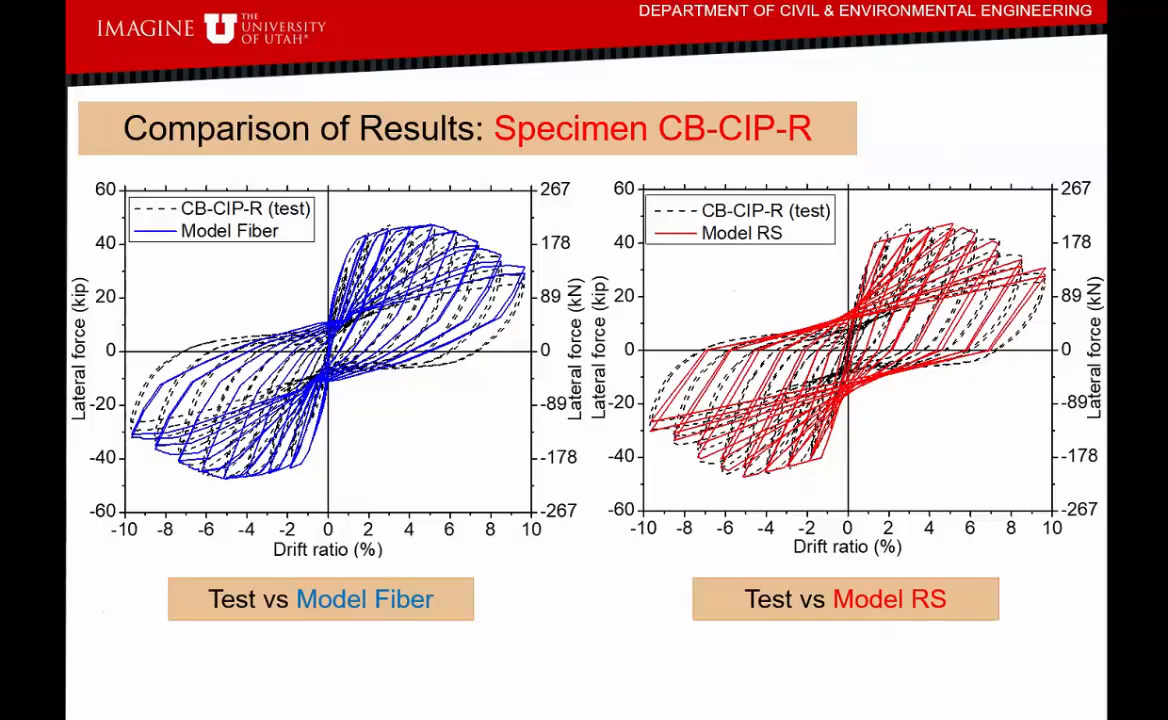 IMAGINE THE UNIVERSITY OF UTAH®
DEPARTMENT OF CIVIL & ENVIRONMENTAL ENGINEERING
Comparison of Results: Specimen CB-CIP-R
CB-CIP-R (test)
Model Fiber
60
40
20
0
-20
-40
-60
267
178
89
0
-89
-178
-267
-10 -8 -6 -4 -2 0 2 4 6 8 10
Lateral force (kip)
Lateral force (kN)
Drift ratio (%)
CB-CIP-R (test)
Model RS
60
40
20
0
-20
-40
-60
267
178
89
0
-89
-178
-267
-10 -8 -6 -4 -2 0 2 4 6 8 10
Lateral force (kip)
Lateral force (kN)
Drift ratio (%)
Test vs Model Fiber
Test vs Model RS